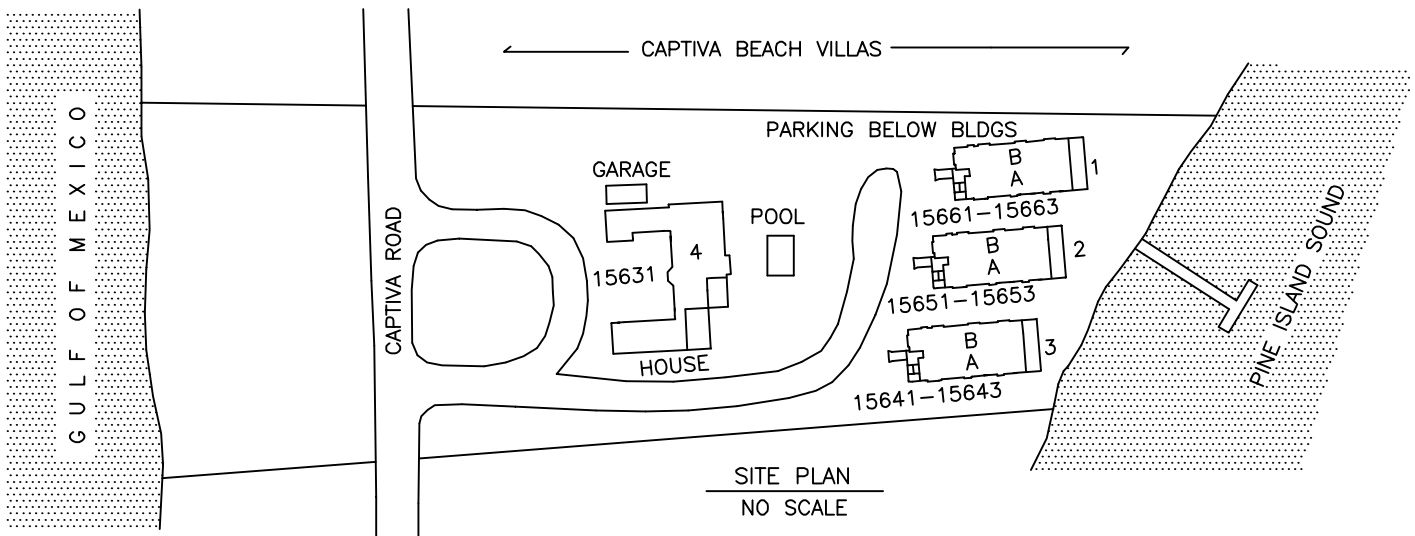 CAPTIVA BEACH VILLAS
GULF OF MEXICO
PARKING BELOW BLDGS
GARAGE
B
A
1
15661-15663
CAPTIVA ROAD
POOL
4
15631
B
A
2
15651-15653
PINE ISLAND SOUND
B
A
3
HOUSE
15641-15643
SITE PLAN
NO SCALE